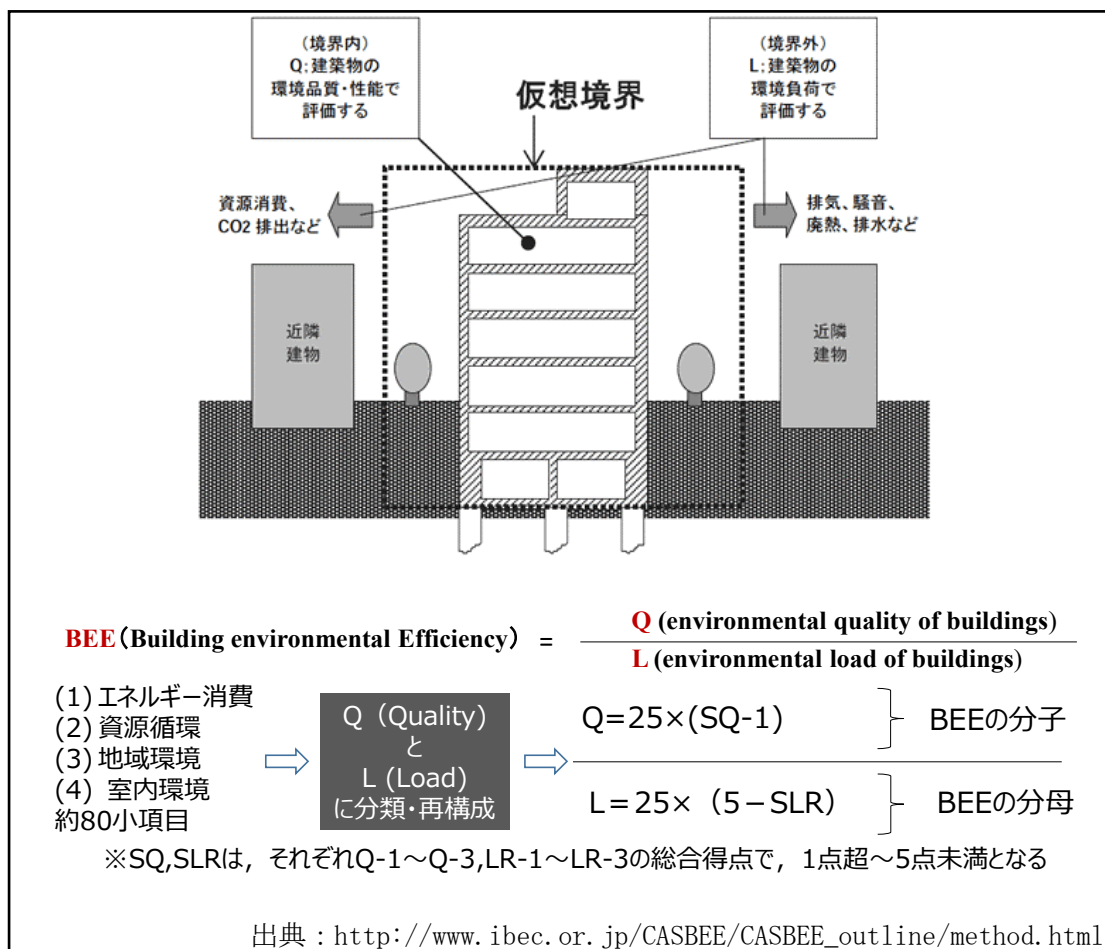 (境界内)
Q;建築物の
環境品質・性能で
評価する
仮想境界
(境界外)
L;建築物の
環境負荷で
評価する
資源消費、
CO2 排出など
排気、騒音、
廃熱、排水など
近隣
建物
近隣
建物
BEE(Building environmental Efficiency) =
Q (environmental quality of buildings)
L (environmental load of buildings)
(1) エネルギー消費
(2) 資源循環
(3) 地域環境
(4) 室内環境
約80小項目
Q(Quality)
と
L (Load)
に分類・再構成
Q=25×(SQ-1)
BEEの分子
L=25×(5-SLR)
BEEの分母
※SQ,SLRは,それぞれQ-1~Q-3,LR-1~LR-3の総合得点で,1点超~5点未満となる
出典:http://www.ibec.or.jp/CASBEE/CASBEE_outline/method.html